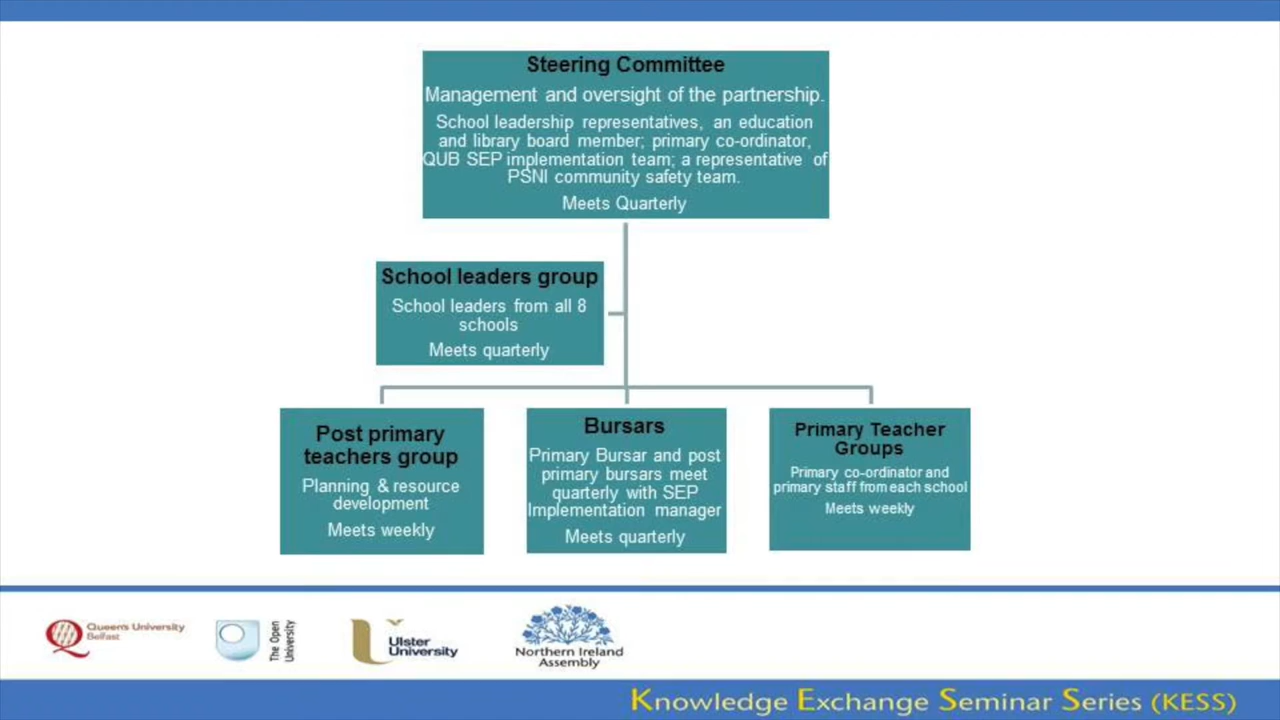 Steering Committee
Management and oversight of the partnership.
School leadership representatives, an education
and library board member; primary co-ordinator,
QUB SEP implementation team; a representative of
PSNI community safety team.
Meets Quarterly
School leaders group
School leaders from all 8
schools
Meets quarterly
Post primary
teachers group
Planning & resource
development
Meets weekly
Bursars
Primary Bursar and post
primary bursars meet
quarterly with SEP
Implementation manager
Meets quarterly
Primary Teacher
Groups
Primary co-ordinator and
primary staff from each school
Meets weekly
Queen's University
Belfast
The Open
University
Ulster
University
Northern Ireland
Assembly
Knowledge Exchange Seminar Series (KESS)